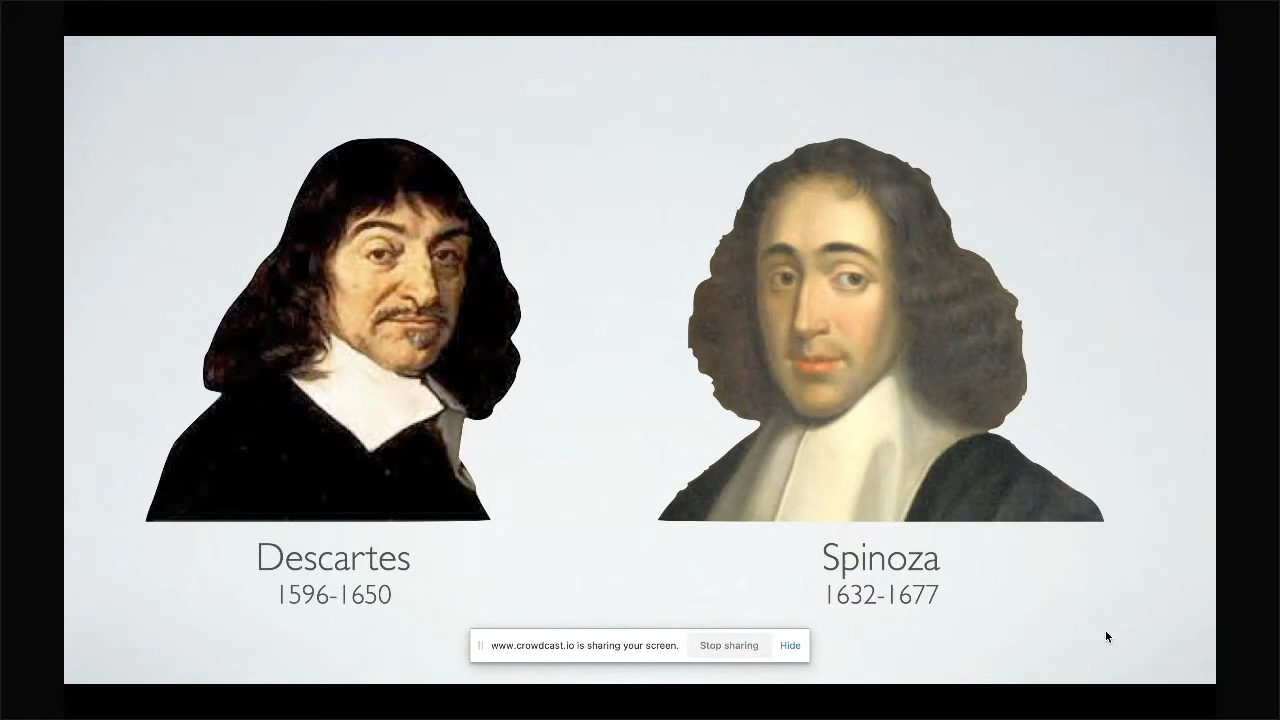 Descartes
1596-1650
Spinoza
1632-1677
www.crowdcast.io is sharing your screen. Stop sharing Hide